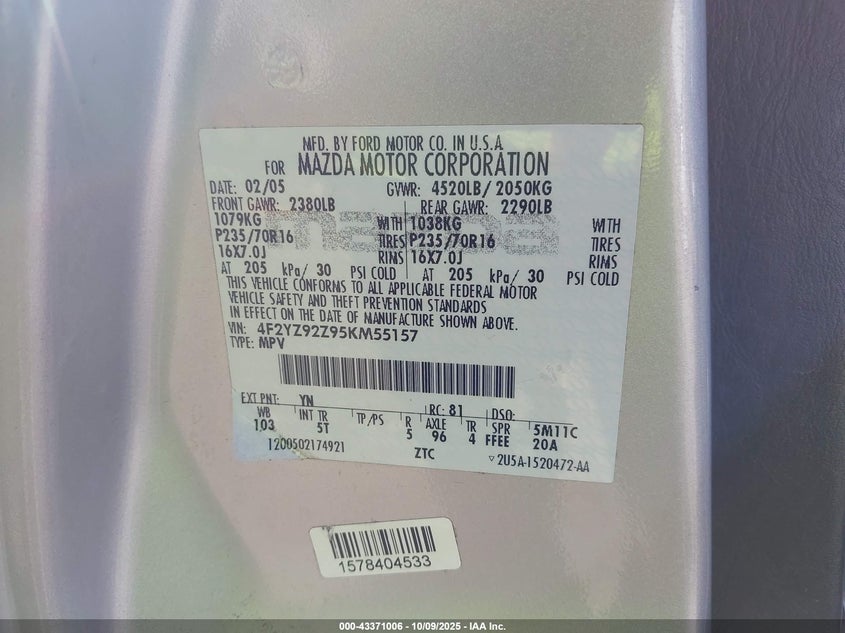 MFD. BY FORD MOTOR CO. IN U.S.A
FOR MAZDA MOTOR CORPORATION
DATE: 02/05 GVWR: 4520LB/ 2050KG
FRONT GAWR: 2380LB REAR GAWR: 2290LB
1079KG WITH 1038KG WITH
P235/70R16 TIRES P235/70R16 TIRES
16X7.0J RIMS 16X7.0J RIMS
AT 205 kPa/ 30 PSI COLD AT 205 kPa/ 30 PSI COLD
THIS VEHICLE CONFORMS TO ALL APPLICABLE FEDERAL MOTOR
VEHICLE SAFETY AND THEFT PREVENTION STANDARDS
IN EFFECT ON THE DATE OF MANUFACTURE SHOWN ABOVE.
VIN: 4F2YZ92Z95KM55157
TYPE: MPV
EXT PNT: YN RC: 81 DSO:
WB INT TR TP/PS R AXLE TR SPR 5M11C
103 5T 5 96 4 FFEE 20A
1200502174921 ZTC ▽2U5A-1520472-AA
1578404533
000-43371006 - 10/09/2025 - IAA Inc.